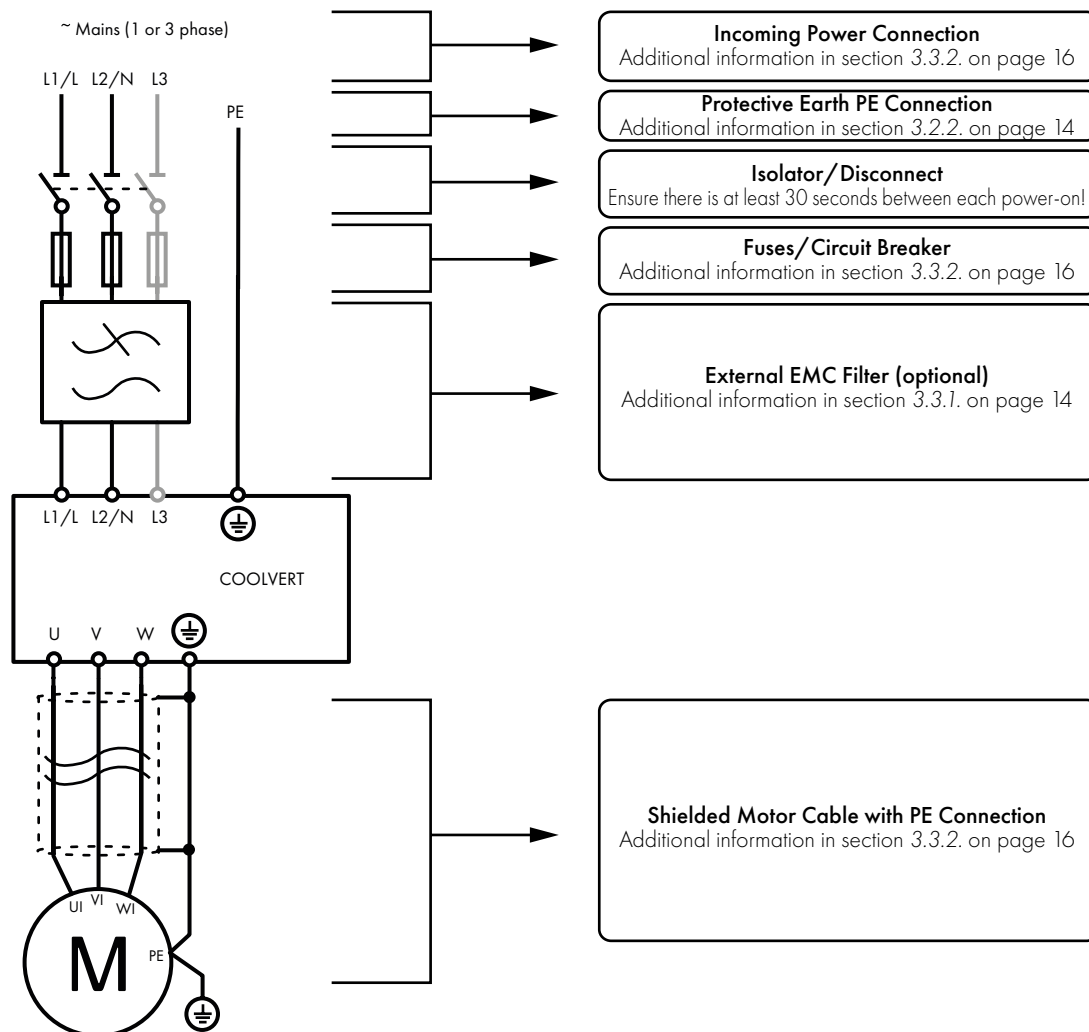 ~ Mains (1 or 3 phase)
L1/L L2/N L3
PE
L1/L L2/N L3
COOLVERT
U V W
UI VI WI
M
PE
Incoming Power Connection
Additional information in section 3.3.2. on page 16
Protective Earth PE Connection
Additional information in section 3.2.2. on page 14
Isolator/Disconnect
Ensure there is at least 30 seconds between each power-on!
Fuses/Circuit Breaker
Additional information in section 3.3.2. on page 16
External EMC Filter (optional)
Additional information in section 3.3.1. on page 14
Shielded Motor Cable with PE Connection
Additional information in section 3.3.2. on page 16